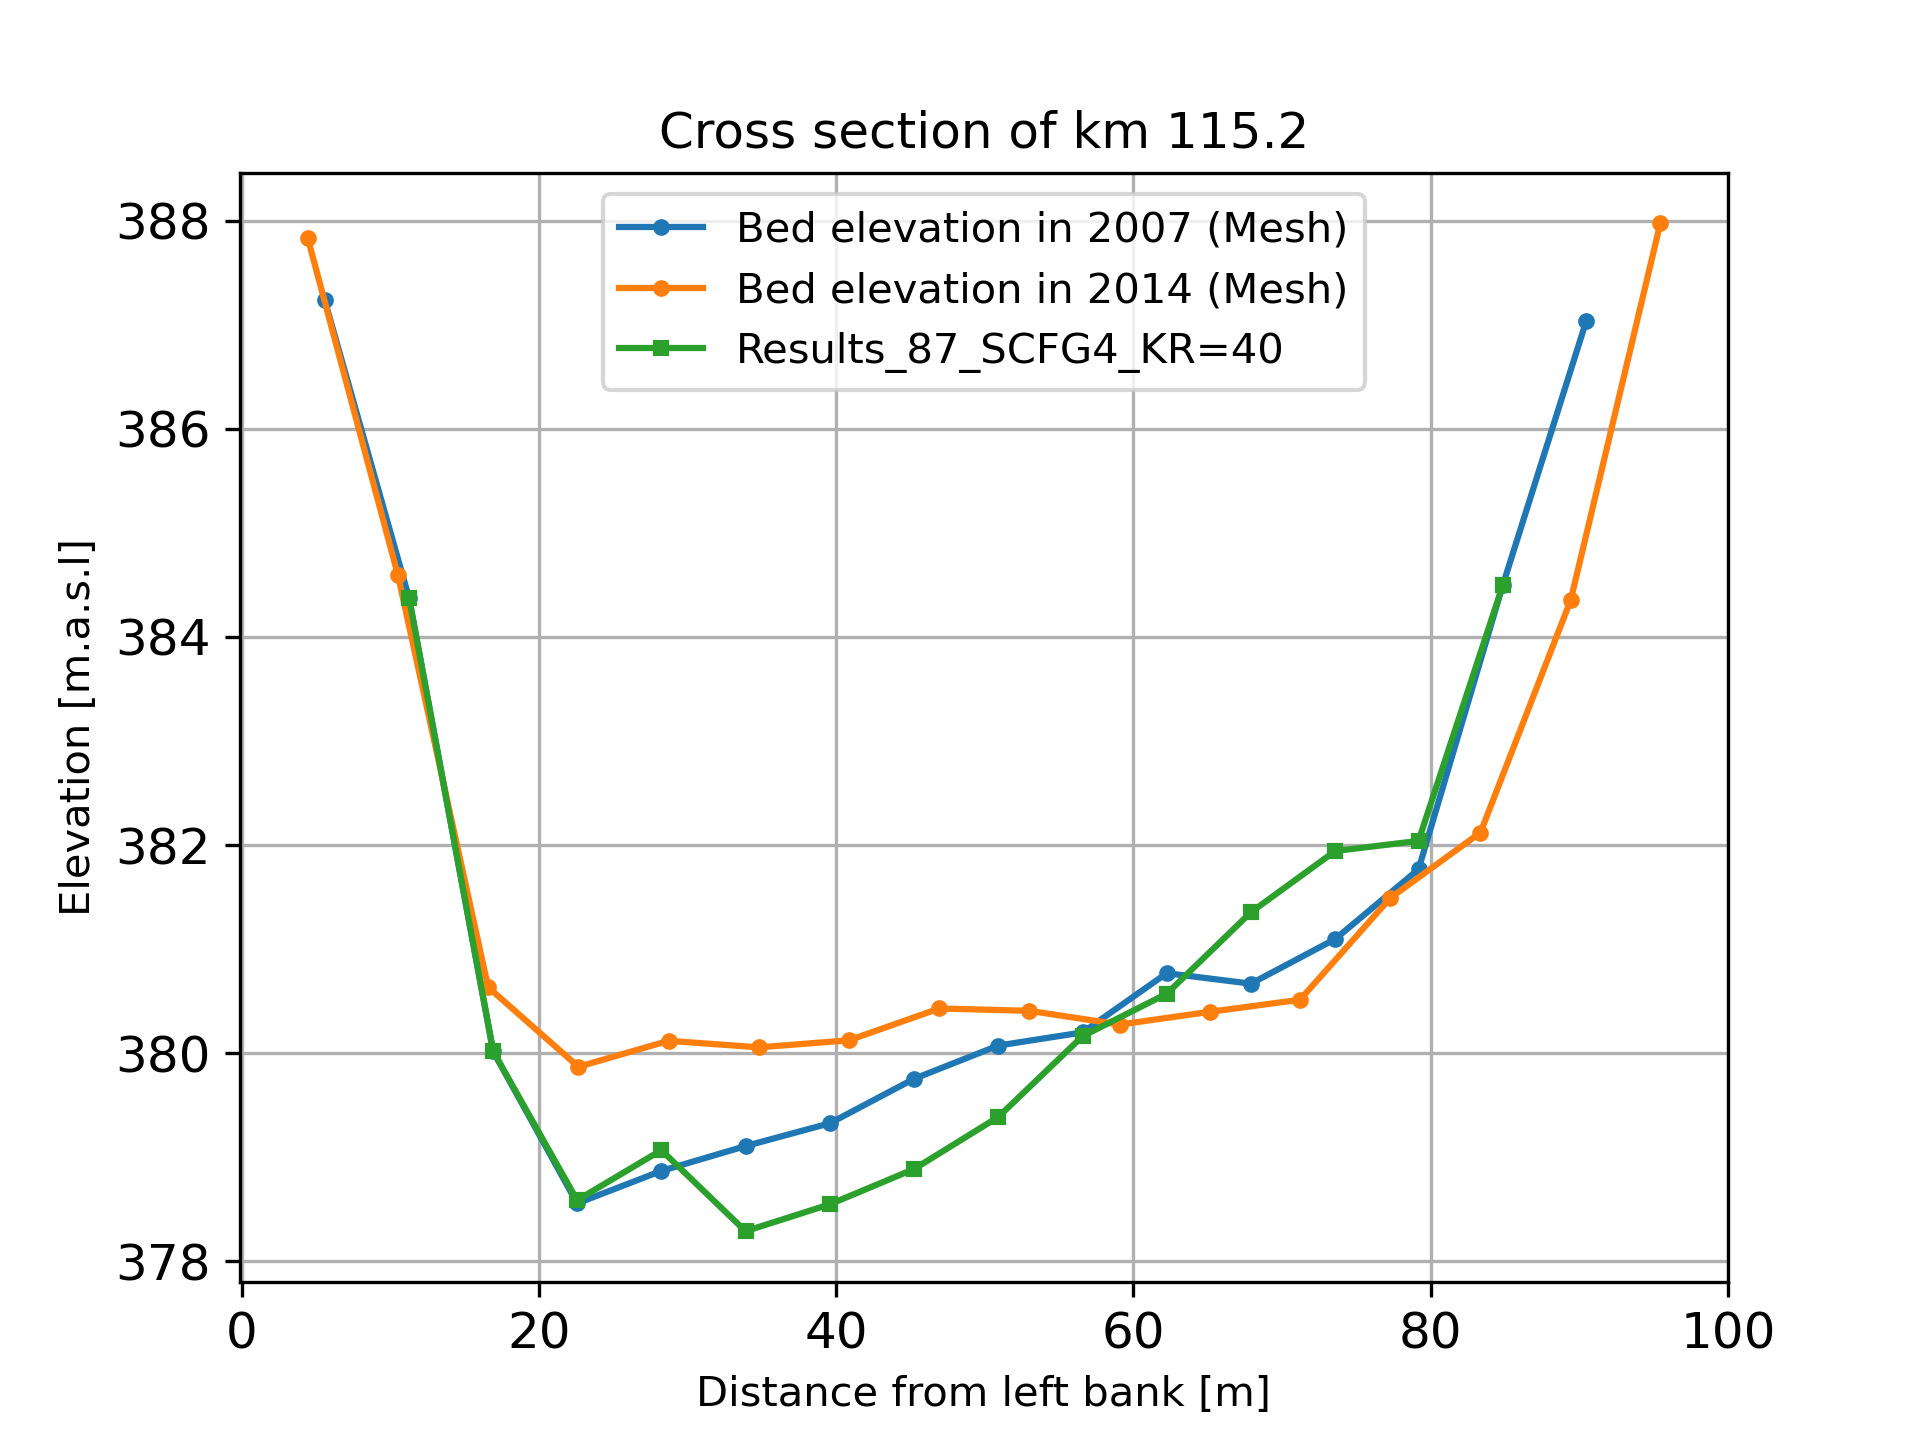 Cross section of km 115.2
Bed elevation in 2007 (Mesh)
Bed elevation in 2014 (Mesh)
Results_87_SCFG4_KR=40
Elevation [m.a.s.l]
388
386
384
382
380
378
0 20 40 60 80 100
Distance from left bank [m]